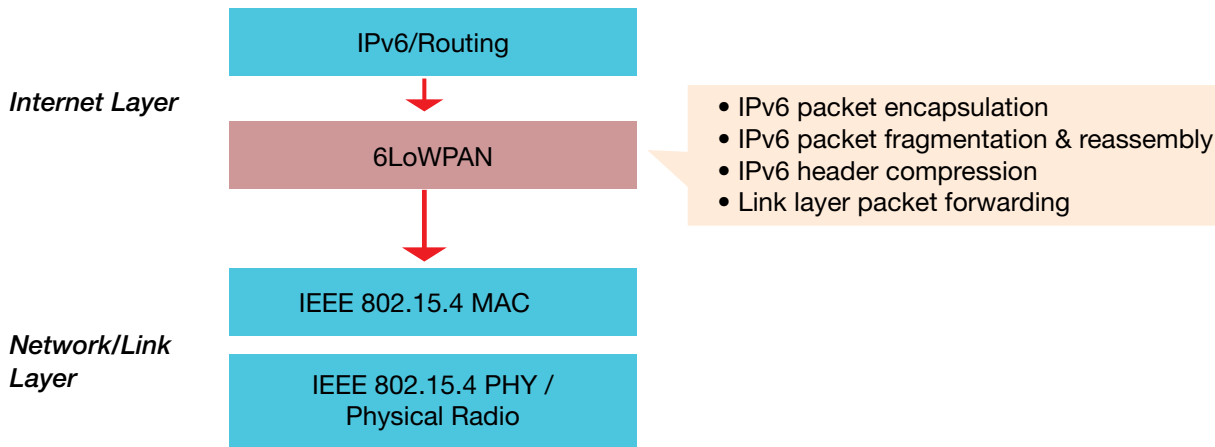 IPv6/Routing
Internet Layer
6LoWPAN
• IPv6 packet encapsulation
• IPv6 packet fragmentation & reassembly
• IPv6 header compression
• Link layer packet forwarding
IEEE 802.15.4 MAC
Network/Link
Layer
IEEE 802.15.4 PHY /
Physical Radio